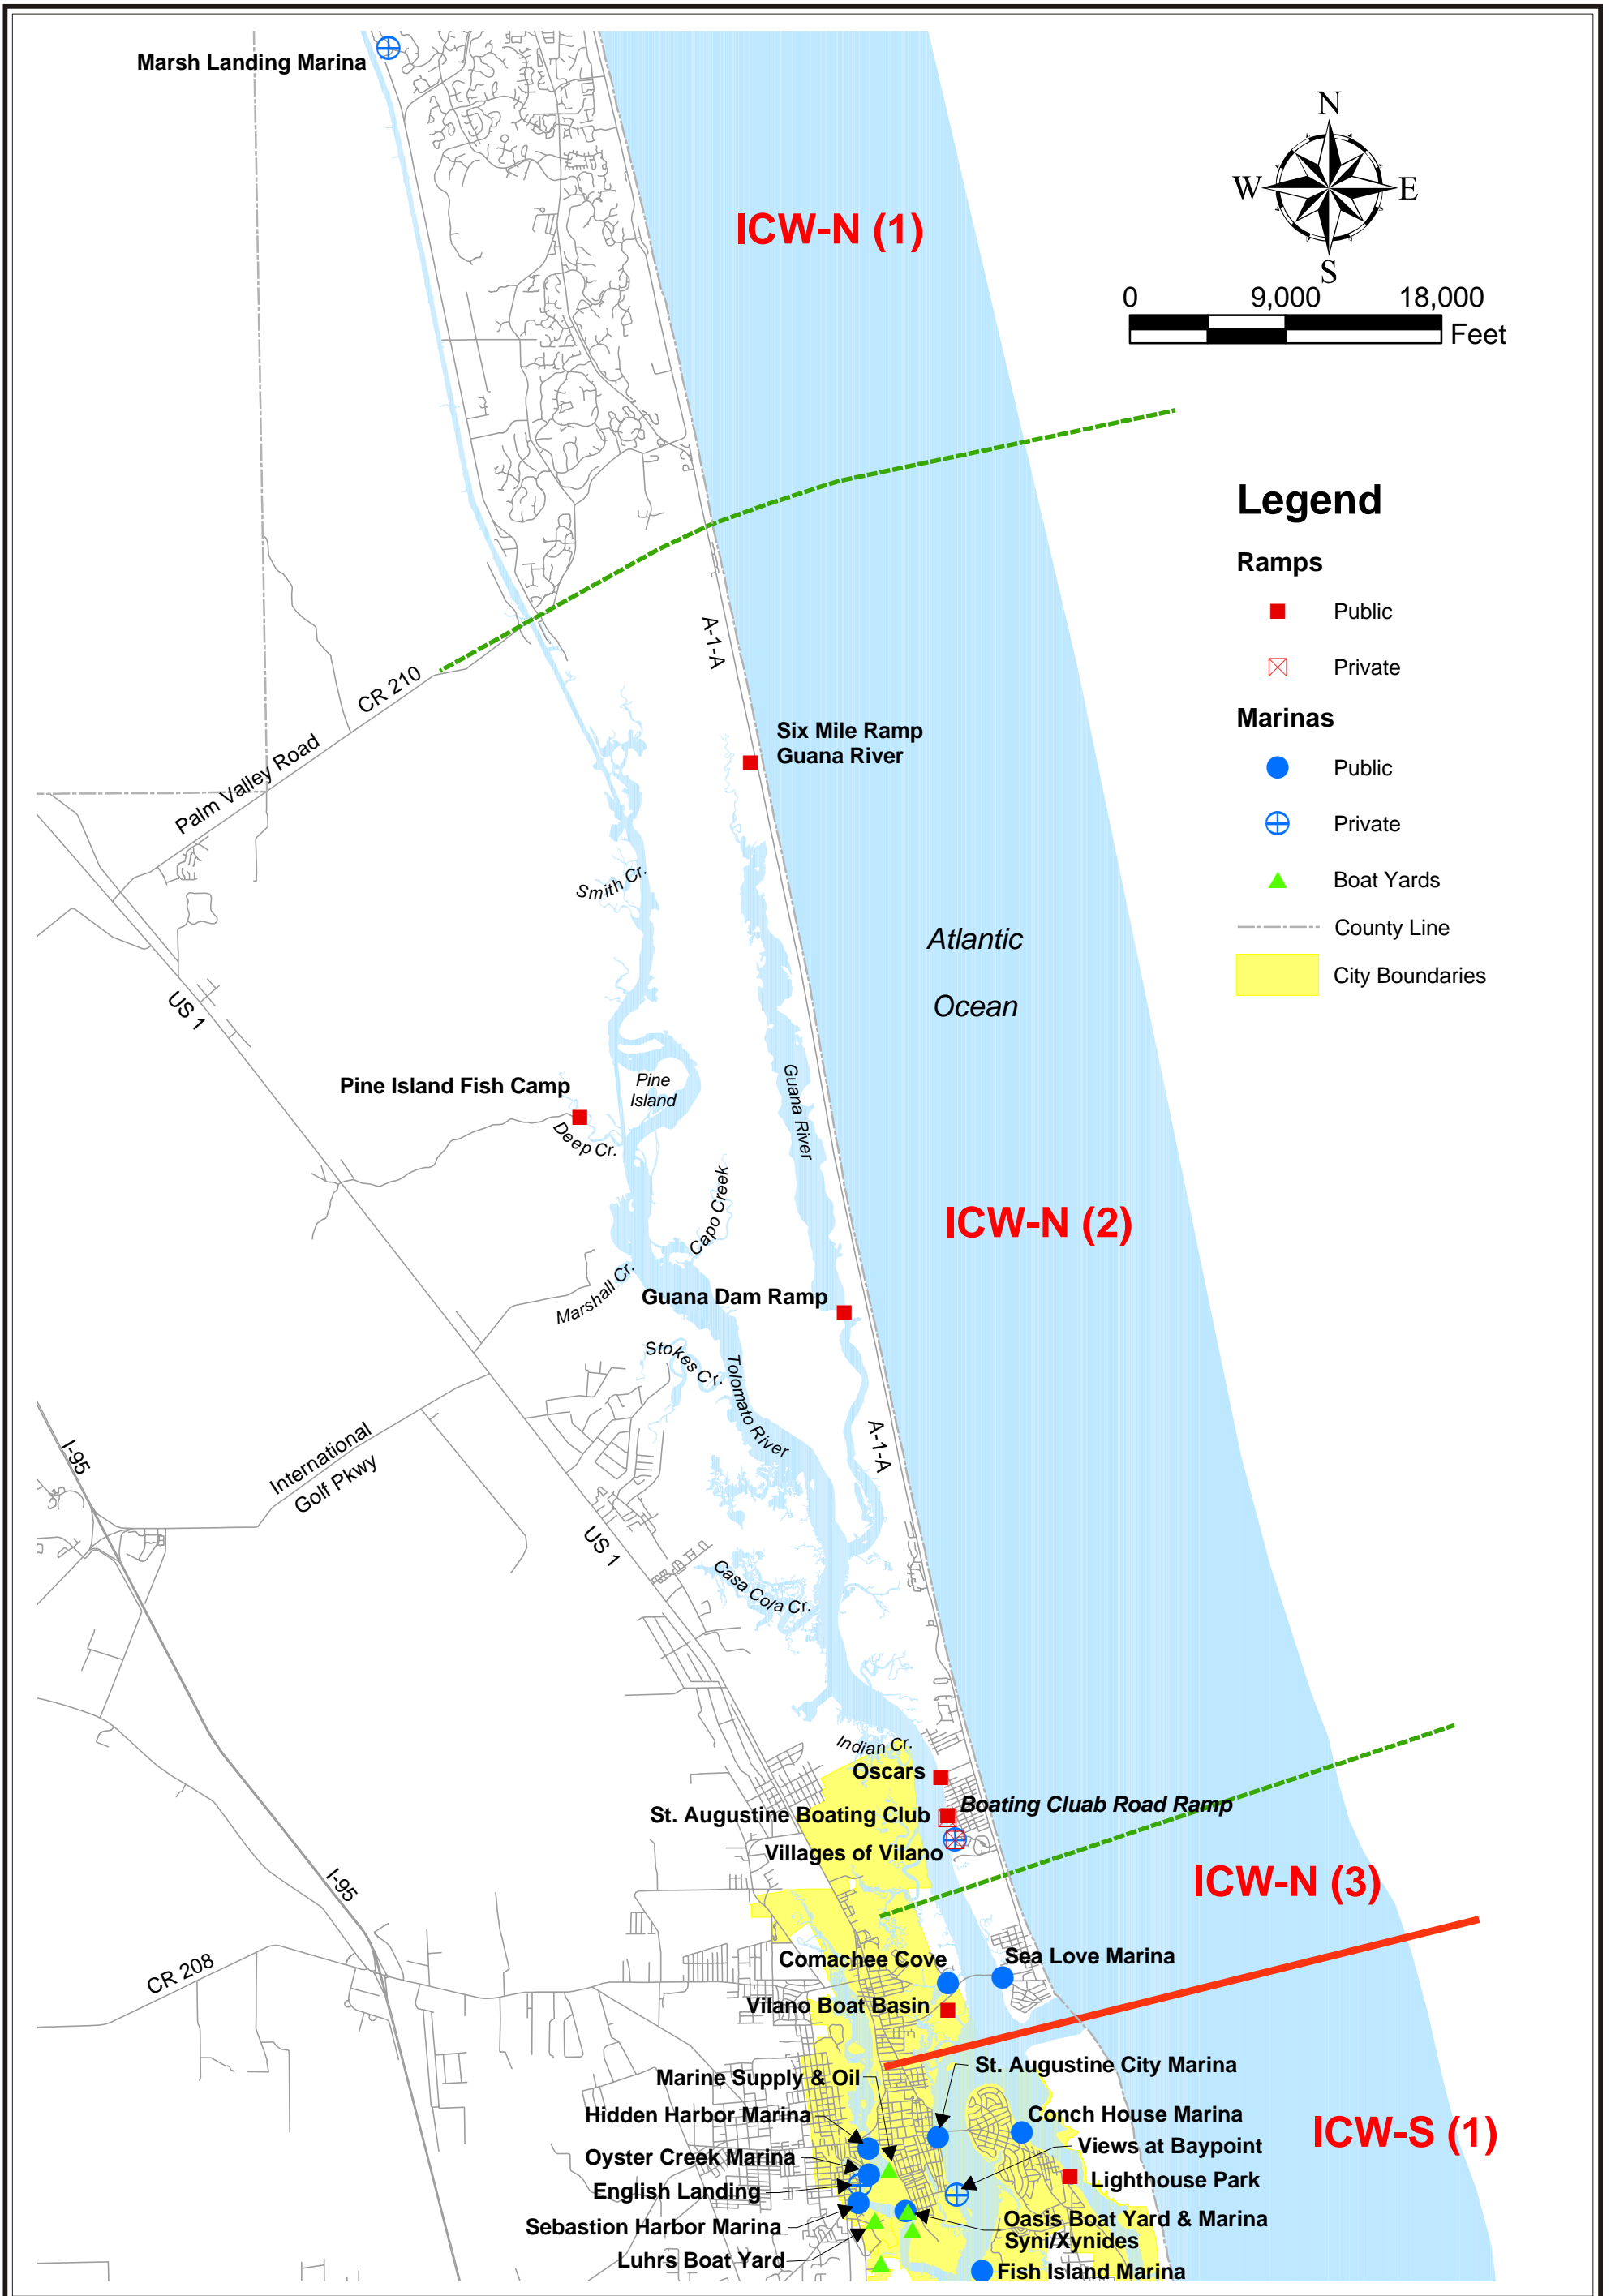 Marsh Landing Marina
N
W
E
S
ICW-N (1)
0 9,000 18,000
Feet
Legend
Ramps
Public
Private
Marinas
Public
Private
Boat Yards
County Line
City Boundaries
A-1-A
CR 210
Palm Valley Road
Six Mile Ramp
Guana River
Smith Cr.
Atlantic
Ocean
US 1
Pine Island Fish Camp
Pine
Island
Deep Cr.
Guana River
Capo Creek
ICW-N (2)
Marshall Cr.
Guana Dam Ramp
Stokes Cr.
Tolomato River
A-1-A
I-95
International
Golf Pkwy
US 1
Casa Cola Cr.
Indian Cr.
Oscars
St. Augustine Boating Club
Boating Cluab Road Ramp
Villages of Vilano
ICW-N (3)
I-95
CR 208
Comachee Cove
Sea Love Marina
Vilano Boat Basin
Marine Supply & Oil
St. Augustine City Marina
Hidden Harbor Marina
Conch House Marina
ICW-S (1)
Oyster Creek Marina
Views at Baypoint
English Landing
Lighthouse Park
Sebastion Harbor Marina
Oasis Boat Yard & Marina
Syni/Xynides
Luhrs Boat Yard
Fish Island Marina